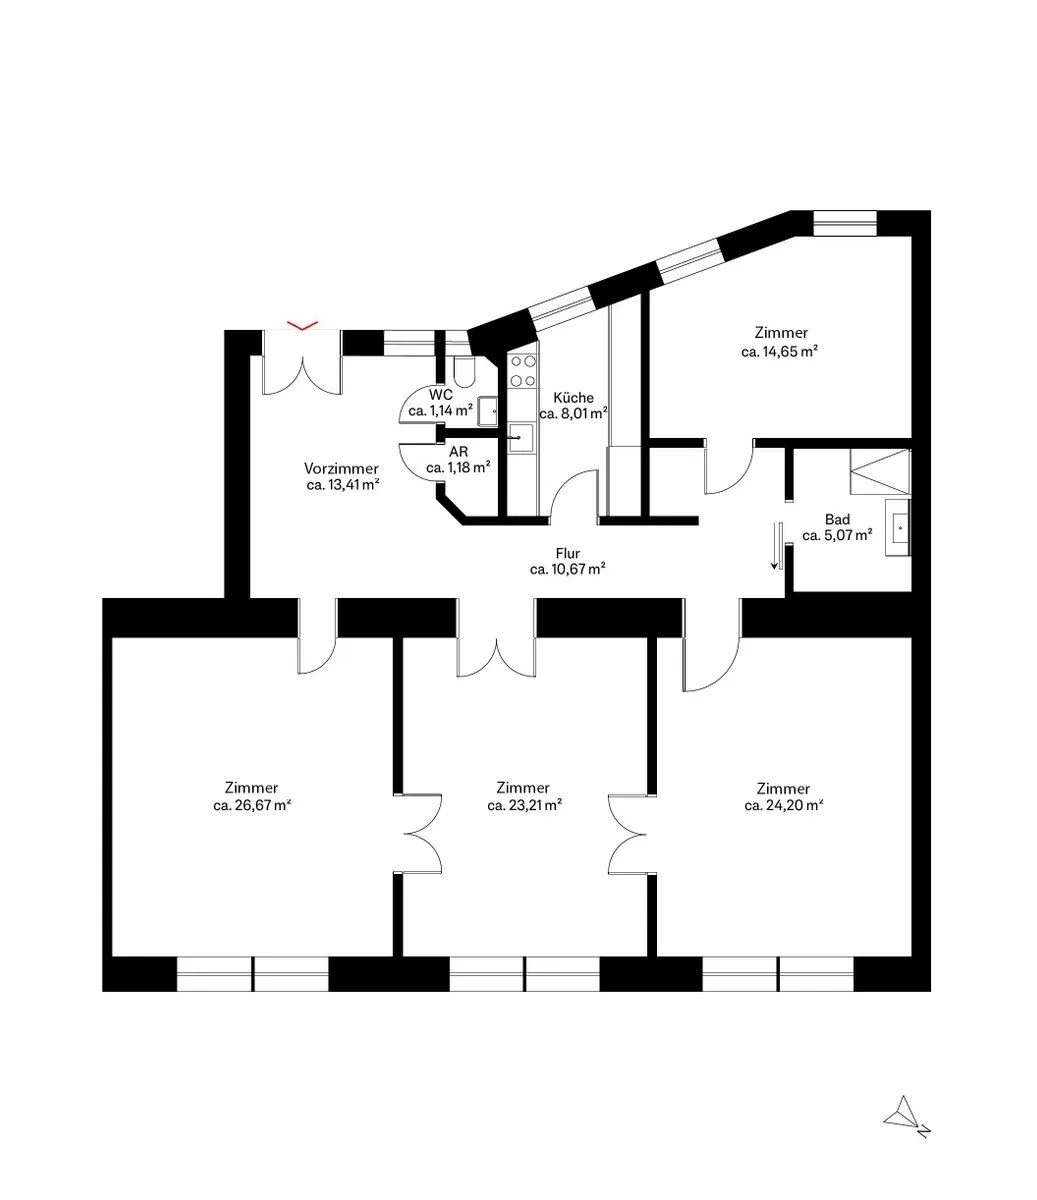 Zimmer
ca. 14,65 m²
WC
ca. 1,14 m²
Küche
ca. 8,01 m²
AR
ca. 1,18 m²
Vorzimmer
ca. 13,41 m²
Bad
ca. 5,07 m²
Flur
ca. 10,67 m²
Zimmer
ca. 26,67 m²
Zimmer
ca. 23,21 m²
Zimmer
ca. 24,20 m²
N